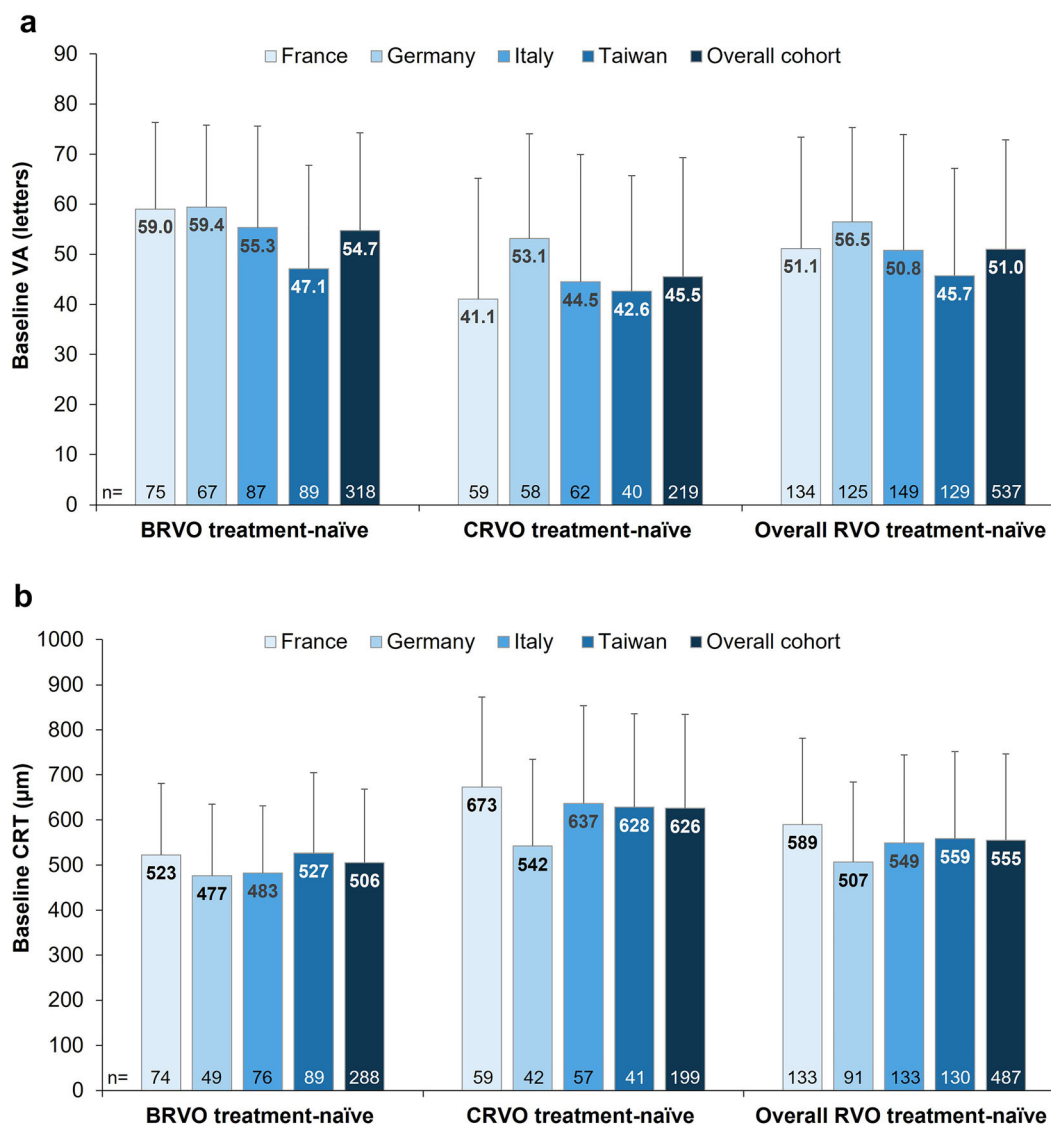 a
France Germany Italy Taiwan Overall cohort
Baseline VA (letters)
90
80
70
60
50
40
30
20
10
0
59.0 59.4 55.3 47.1 54.7
41.1 53.1 44.5 42.6 45.5
51.1 56.5 50.8 45.7 51.0
n= 75 67 87 89 318 59 58 62 40 219 134 125 149 129 537
BRVO treatment-naïve CRVO treatment-naïve Overall RVO treatment-naïve
b
France Germany Italy Taiwan Overall cohort
Baseline CRT (µm)
1000
900
800
700
600
500
400
300
200
100
0
523 477 483 527 506
673 542 637 628 626
589 507 549 559 555
n= 74 49 76 89 288 59 42 57 41 199 133 91 133 130 487
BRVO treatment-naïve CRVO treatment-naïve Overall RVO treatment-naïve